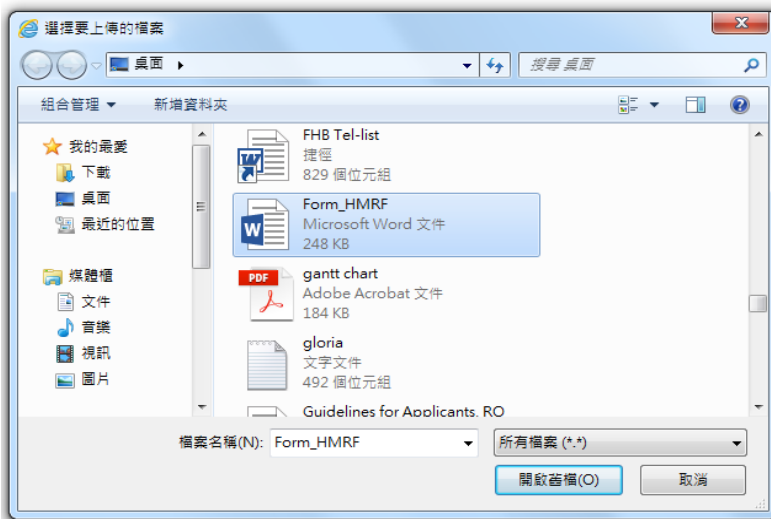 選擇要上傳的檔案
桌面
搜尋 桌面
組合管理
新增資料夾
我的最愛
下載
桌面
最近的位置
媒體櫃
文件
音樂
視訊
圖片
FHB Tel-list
捷徑
829 個位元組
Form_HMRF
Microsoft Word 文件
248 KB
PDF
gantt chart
Adobe Acrobat 文件
184 KB
gloria
文字文件
492 個位元組
Guidelines for Applicants. RO
檔案名稱(N): Form_HMRF
所有檔案 (*.*)
開啟舊檔(O)
取消